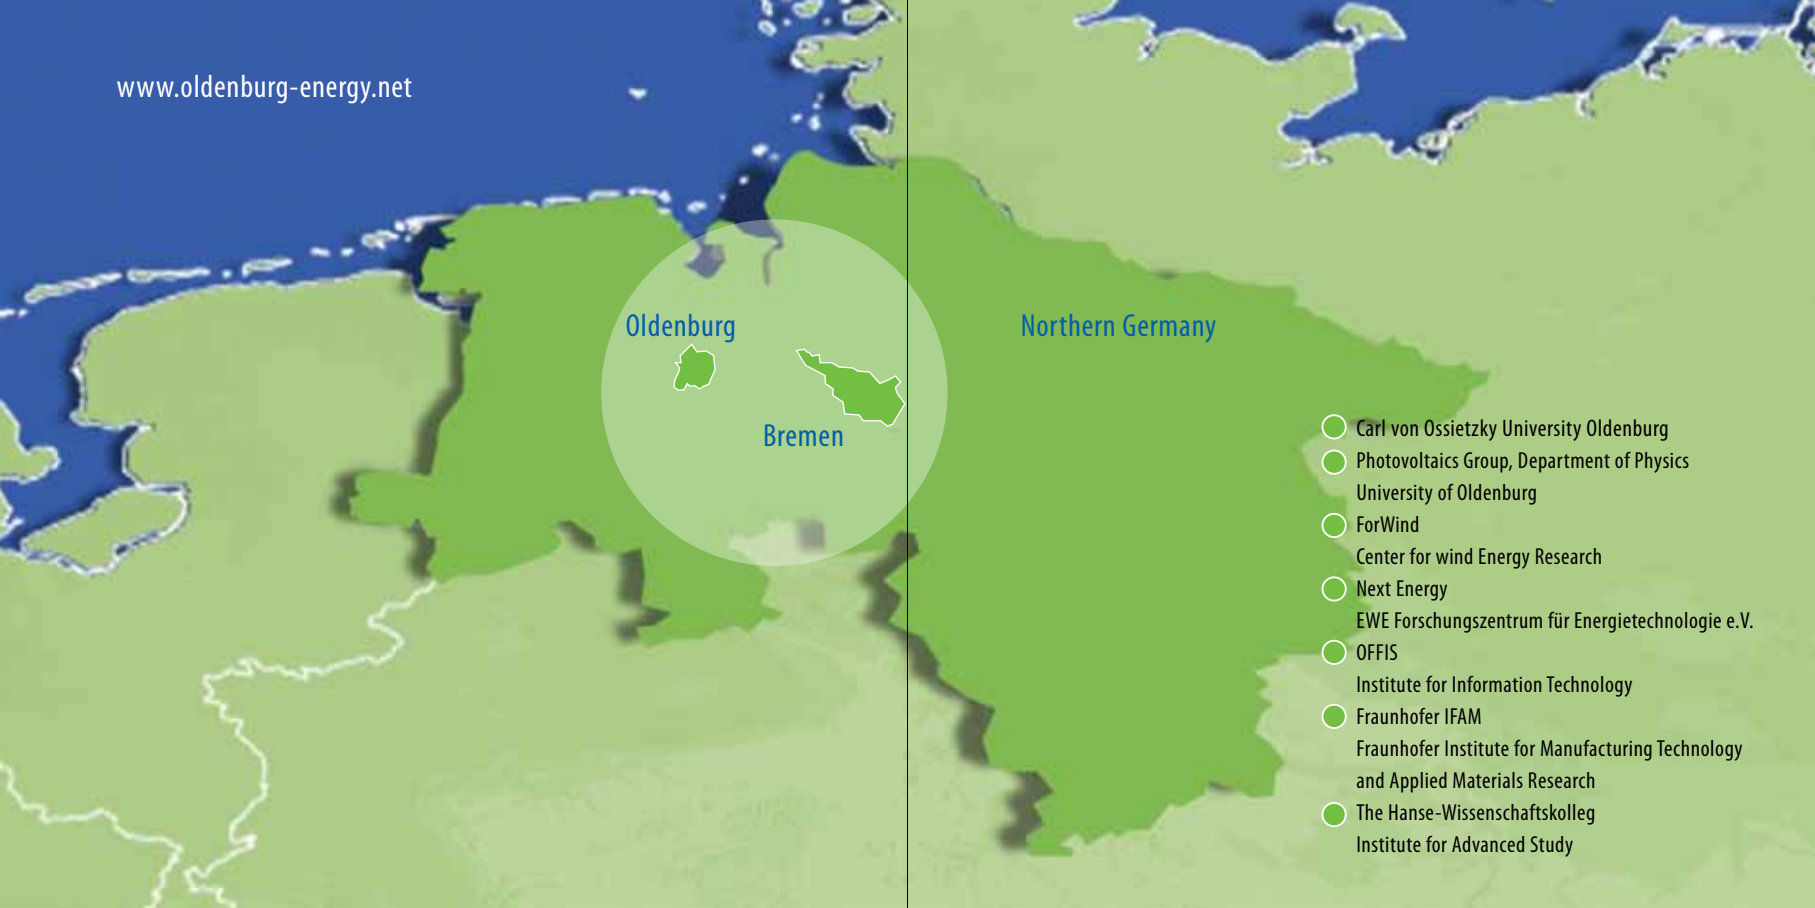 www.oldenburg-energy.net
Oldenburg
Northern Germany
Bremen
Carl von Ossietzky University Oldenburg
Photovoltaics Group, Department of Physics
University of Oldenburg
ForWind
Center for wind Energy Research
Next Energy
EWE Forschungszentrum für Energietechnologie e.V.
OFFIS
Institute for Information Technology
Fraunhofer IFAM
Fraunhofer Institute for Manufacturing Technology
and Applied Materials Research
The Hanse-Wissenschaftskolleg
Institute for Advanced Study